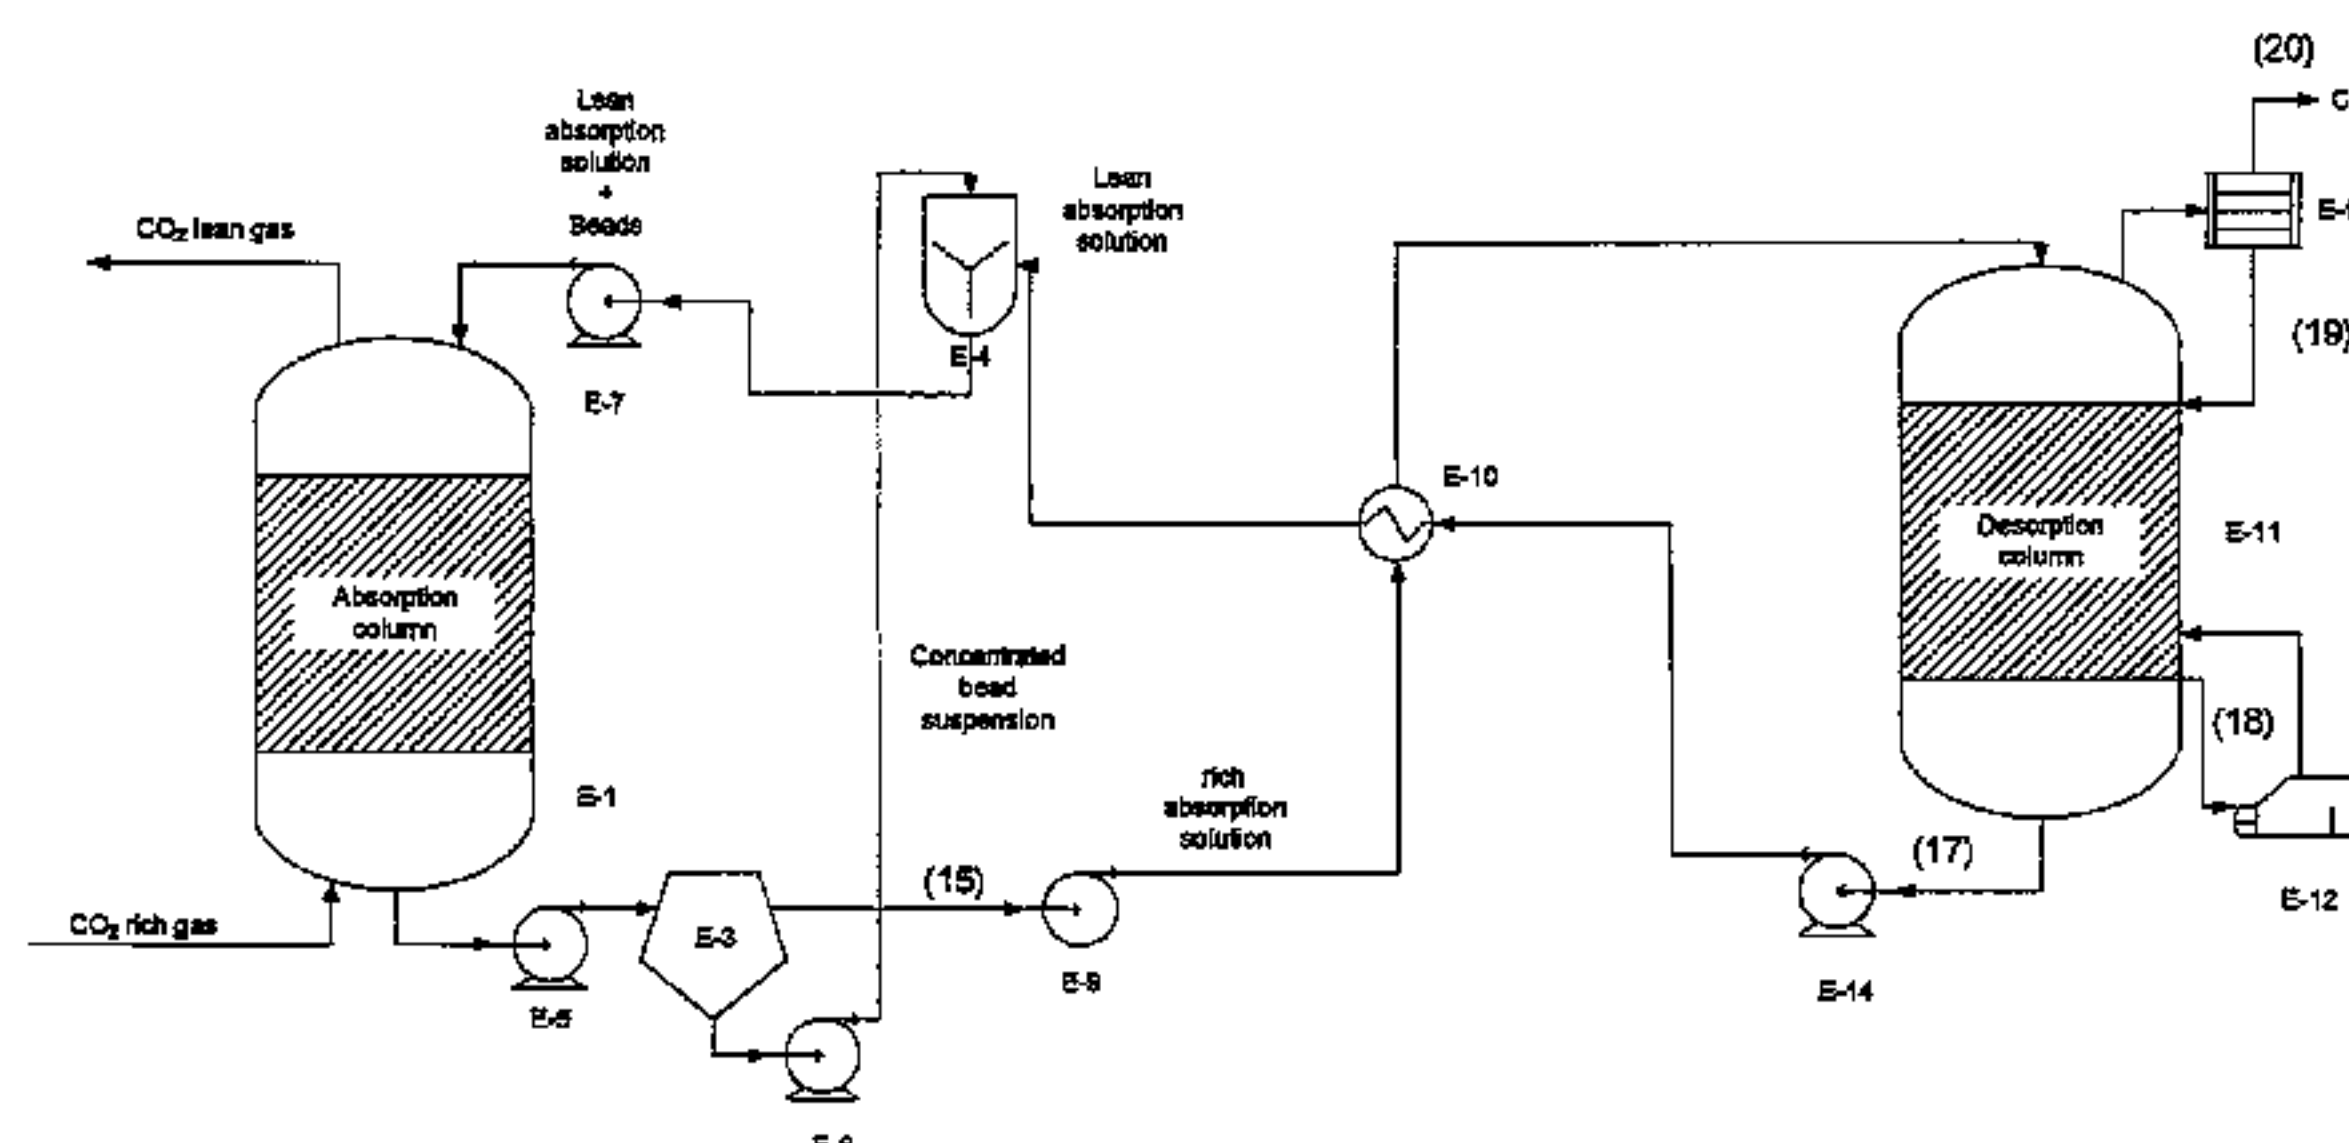 (20)
Lean
absorption
solution
+
Beads
CO₂ lean gas
Lean
absorption
solution
(19)
E-4
E-7
E-10
Desorption
column
E-11
Absorption
column
Concentrated
bead
suspension
(18)
rich
absorption
solution
E-1
(17)
(15)
E-12
CO₂ rich gas
E-3
E-9
E-14
E-5